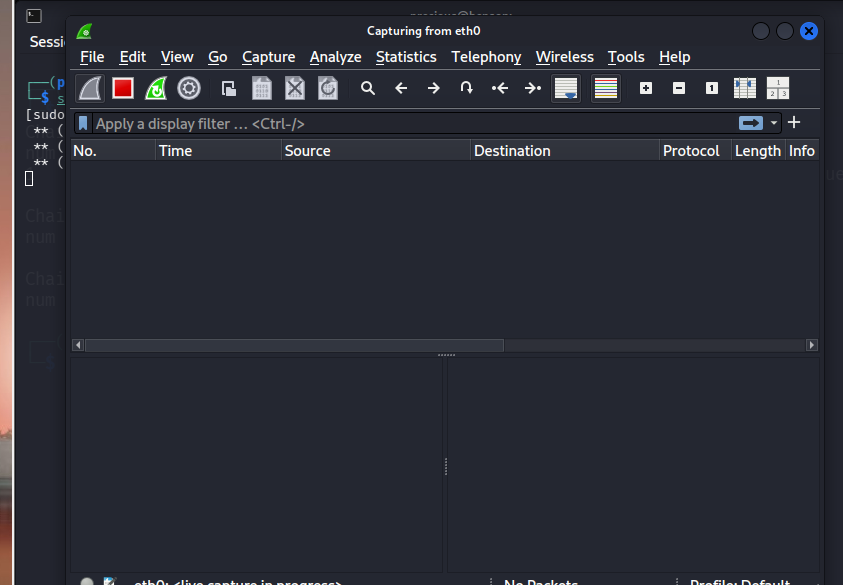 Capturing from eth0
Sessi
File Edit View Go Capture Analyze Statistics Telephony Wireless Tools Help
(p
$ s
[sudo
Apply a display filter … <Ctrl-/>
** (
** (
** (
No. Time Source Destination Protocol Length Info
Chai
num
Chai
num
eth0: <live capture in progress> No Packets Profile: Default